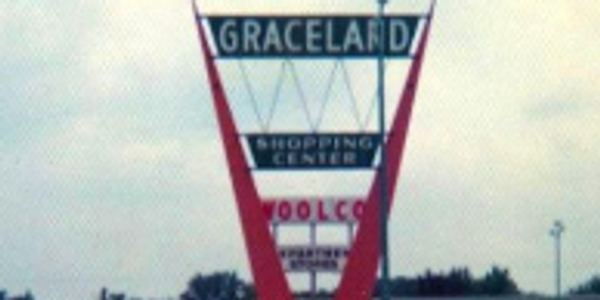 GRACELAND
SHOPPING
CENTER
WOOLCO
DEPARTMENT
STORES